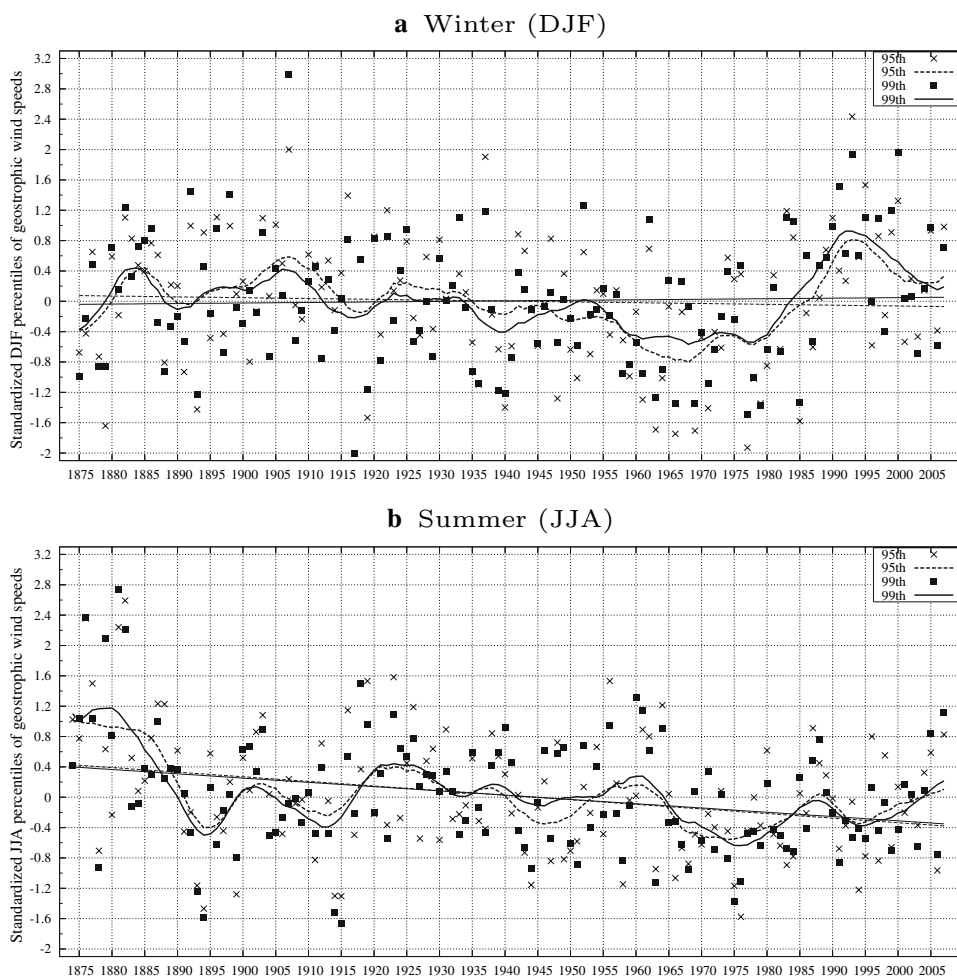 a Winter (DJF)
Standardized DJF percentiles of geostrophic wind speeds
3.2
2.8
2.4
2
1.6
1.2
0.8
0.4
0
-0.4
-0.8
-1.2
-1.6
-2
95th
95th
99th
99th
1875 1880 1885 1890 1895 1900 1905 1910 1915 1920 1925 1930 1935 1940 1945 1950 1955 1960 1965 1970 1975 1980 1985 1990 1995 2000 2005
b Summer (JJA)
Standardized JJA percentiles of geostrophic wind speeds
3.2
2.8
2.4
2
1.6
1.2
0.8
0.4
0
-0.4
-0.8
-1.2
-1.6
-2
95th
95th
99th
99th
1875 1880 1885 1890 1895 1900 1905 1910 1915 1920 1925 1930 1935 1940 1945 1950 1955 1960 1965 1970 1975 1980 1985 1990 1995 2000 2005